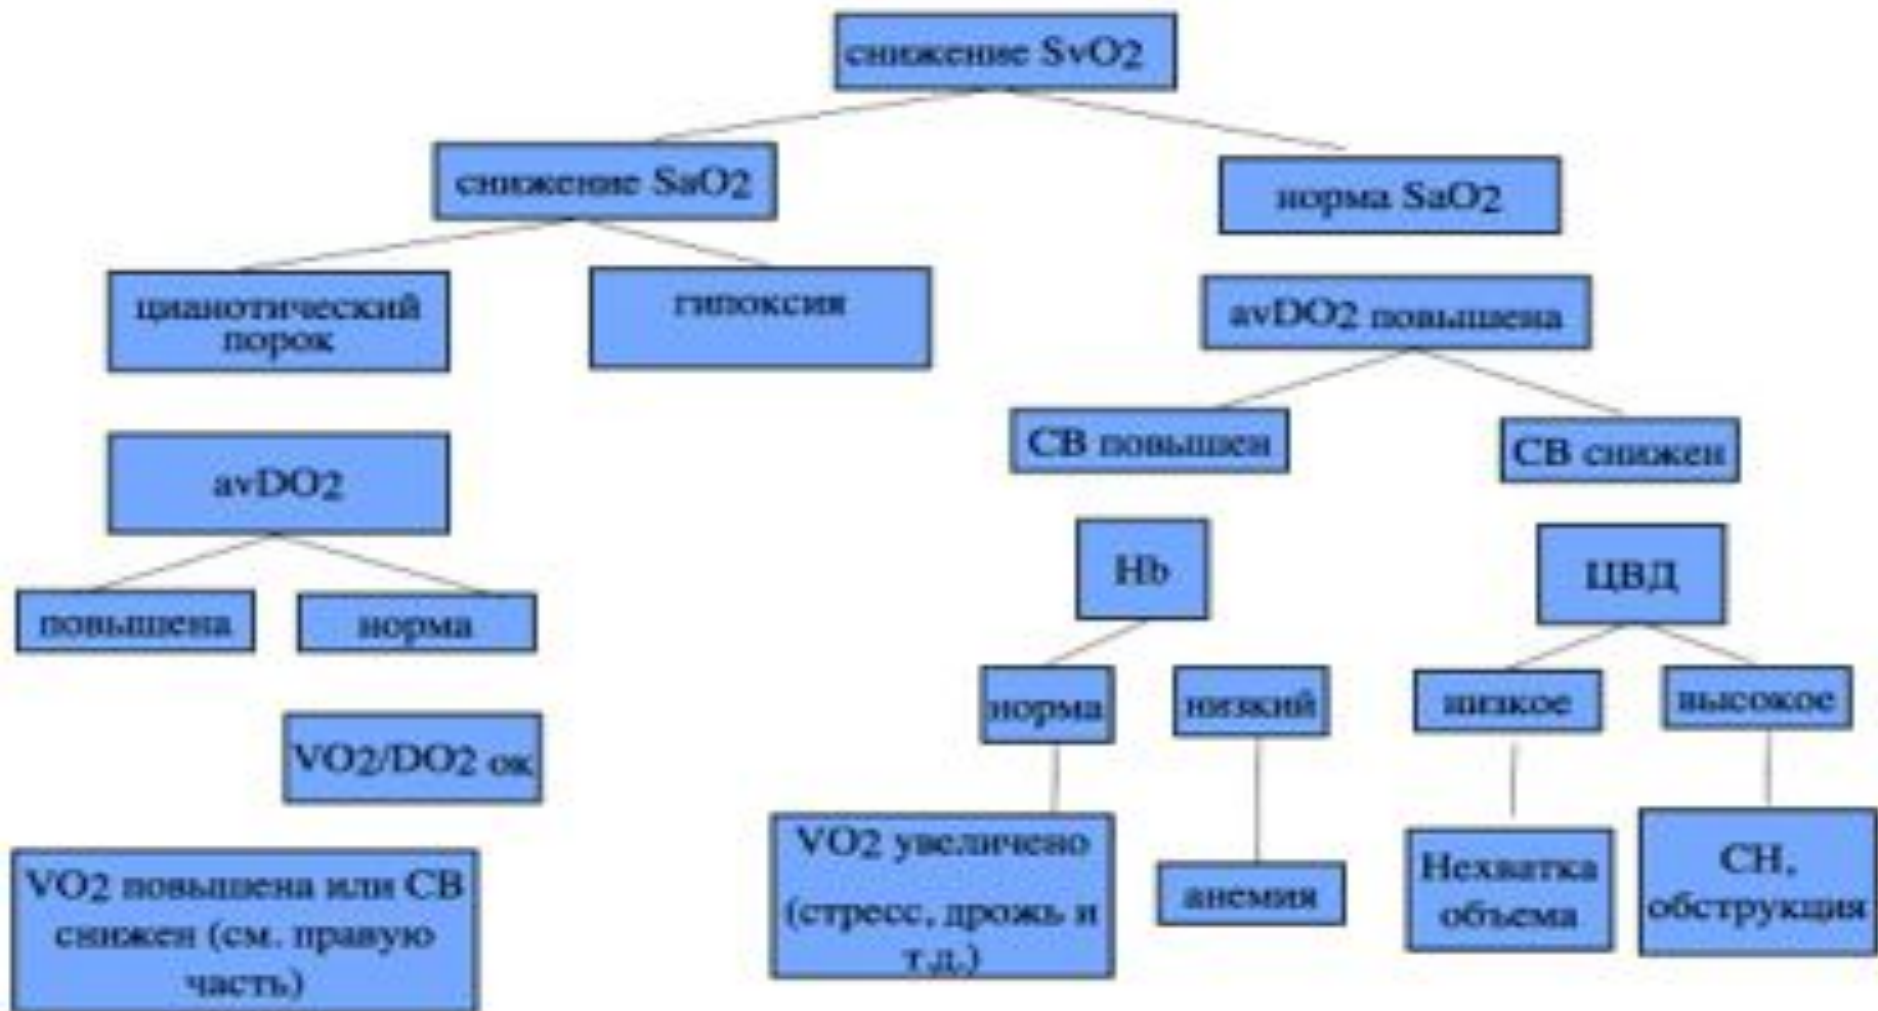 снижение SvO2
снижение SaO2
норма SaO2
цианотический
порок
гипоксия
avDO2 повышена
СВ повышен
СВ снижен
avDO2
Hb
ЦВД
повышена
норма
норма
низкий
низкое
высокое
VO2/DO2 ок
VO2 повышена или СВ
снижен (см. правую
часть)
VO2 увеличено
(стресс, дрожь и
т.д.)
анемия
Нехватка
объема
СН,
обструкция